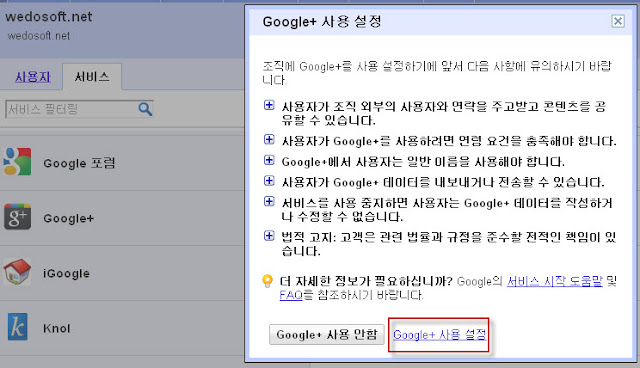 wedosoft.net
wedosoft.net
사용자
서비스
서비스 필터링
Google 포럼
Google+
iGoogle
Knol
Google+ 사용 설정
조직에 Google+를 사용 설정하기에 앞서 다음 사항에 유의하시기 바랍
니다.
사용자가 조직 외부의 사용자와 연락을 주고받고 콘텐츠를 공
유할 수 있습니다.
사용자가 Google+를 사용하려면 연령 요건을 충족해야 합니다.
Google+에서 사용자는 일반 이름을 사용해야 합니다.
사용자가 Google+ 데이터를 내보내거나 전송할 수 있습니다.
서비스를 사용 중지하면 사용자는 Google+ 데이터를 작성하거
나 수정할 수 없습니다.
법적 고지: 고객은 관련 법률과 규정을 준수할 전적인 책임이 있
습니다.
더 자세한 정보가 필요하십니까? Google의 서비스 시작 도움말 및
FAQ를 참조하시기 바랍니다.
Google+ 사용 안함
Google+ 사용 설정